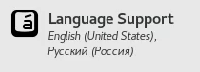 á
Language Support
English (United States),
Русский (Россия)